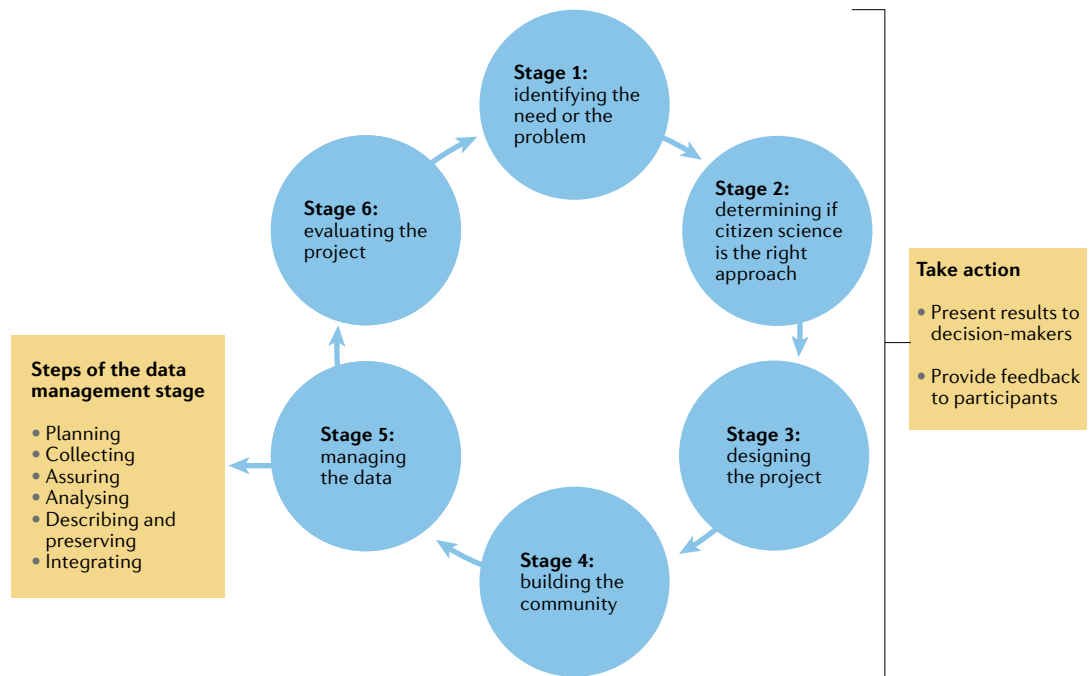 Stage 1:
identifying the
need or the
problem
Stage 2:
determining if
citizen science
is the right
approach
Stage 3:
designing
the project
Stage 4:
building the
community
Stage 5:
managing
the data
Stage 6:
evaluating the
project
Steps of the data
management stage
• Planning
• Collecting
• Assuring
• Analysing
• Describing and
preserving
• Integrating
Take action
• Present results to
decision-makers
• Provide feedback
to participants